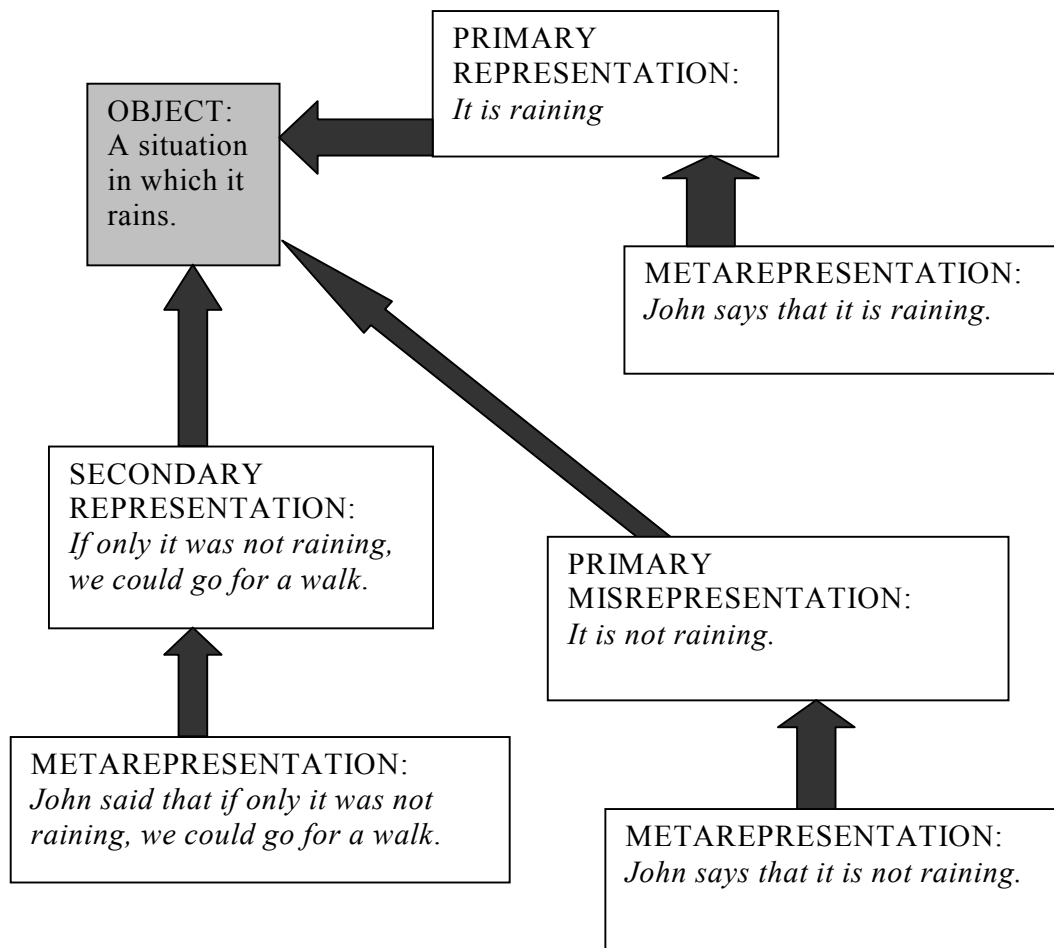 PRIMARY
REPRESENTATION:
It is raining
OBJECT:
A situation
in which it
rains.
METAREPRESENTATION:
John says that it is raining.
SECONDARY
REPRESENTATION:
If only it was not raining,
we could go for a walk.
PRIMARY
MISREPRESENTATION:
It is not raining.
METAREPRESENTATION:
John said that if only it was not
raining, we could go for a walk.
METAREPRESENTATION:
John says that it is not raining.